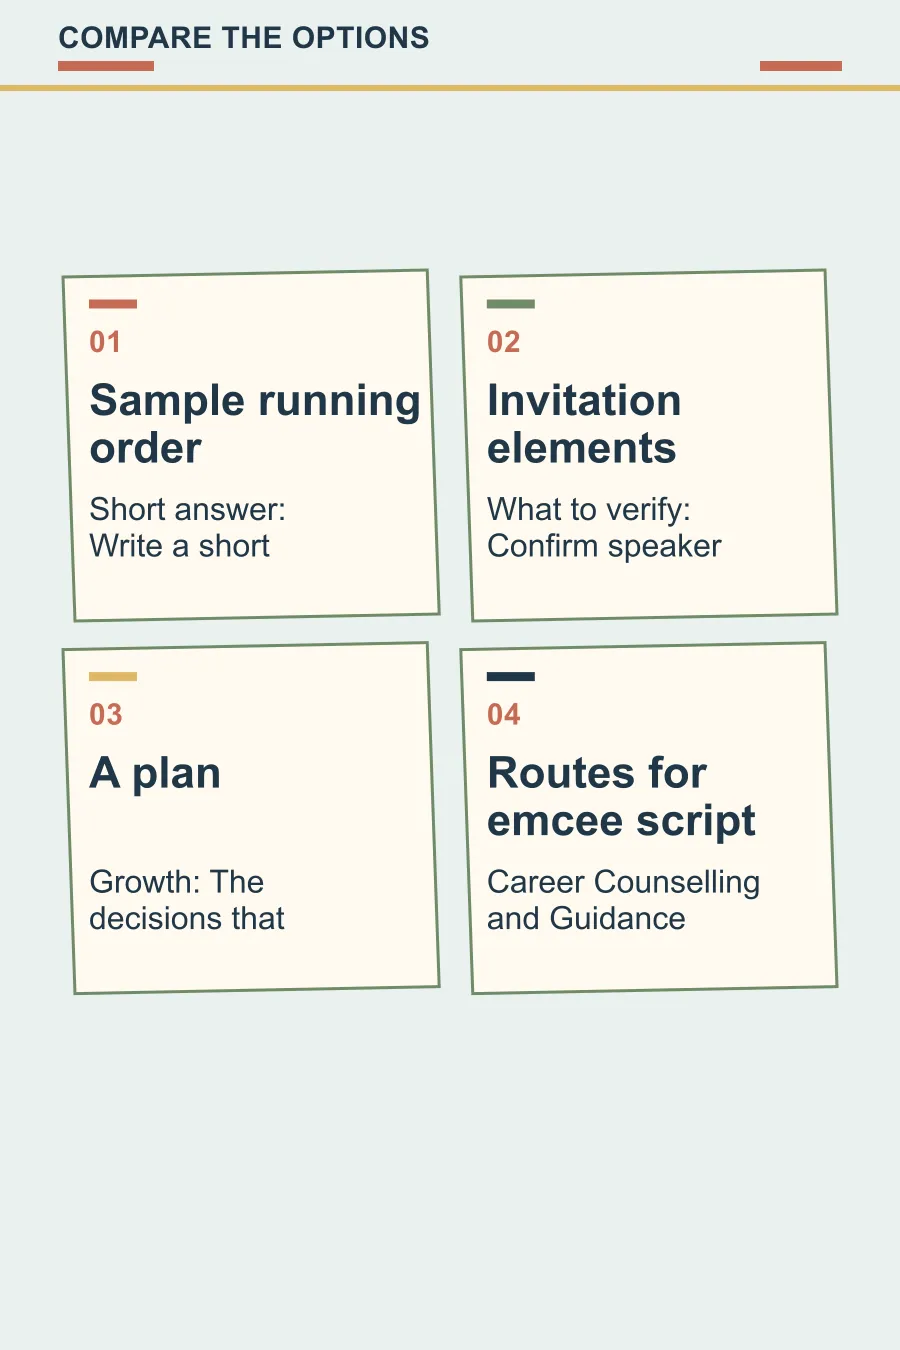 COMPARE THE OPTIONS
01
Sample running
order
Short answer:
Write a short
02
Invitation
elements
What to verify:
Confirm speaker
03
A plan
Growth: The
decisions that
04
Routes for
emcee script
Career Counselling
and Guidance